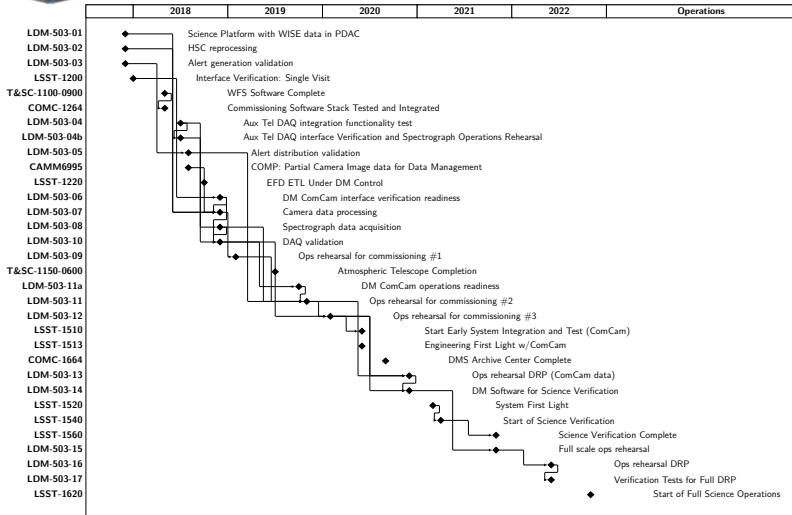 2018 2019 2020 2021 2022 Operations
LDM-503-01 Science Platform with WISE data in PDAC
LDM-503-02 HSC reprocessing
LDM-503-03 Alert generation validation
LSST-1200 Interface Verification: Single Visit
T&SC-1100-0900 WFS Software Complete
COMC-1264 Commissioning Software Stack Tested and Integrated
LDM-503-04 Aux Tel DAQ integration functionality test
LDM-503-04b Aux Tel DAQ interface Verification and Spectrograph Operations Rehearsal
LDM-503-05 Alert distribution validation
CAMM6995 COMP: Partial Camera Image data for Data Management
LSST-1220 EFD ETL Under DM Control
LDM-503-06 DM ComCam interface verification readiness
LDM-503-07 Camera data processing
LDM-503-08 Spectrograph data acquisition
LDM-503-10 DAQ validation
LDM-503-09 Ops rehearsal for commissioning #1
T&SC-1150-0600 Atmospheric Telescope Completion
LDM-503-11a DM ComCam operations readiness
LDM-503-11 Ops rehearsal for commissioning #2
LDM-503-12 Ops rehearsal for commissioning #3
LSST-1510 Start Early System Integration and Test (ComCam)
LSST-1513 Engineering First Light w/ComCam
COMC-1664 DMS Archive Center Complete
LDM-503-13 Ops rehearsal DRP (ComCam data)
LDM-503-14 DM Software for Science Verification
LSST-1520 System First Light
LSST-1540 Start of Science Verification
LSST-1560 Science Verification Complete
LDM-503-15 Full scale ops rehearsal
LDM-503-16 Ops rehearsal DRP
LDM-503-17 Verification Tests for Full DRP
LSST-1620 Start of Full Science Operations